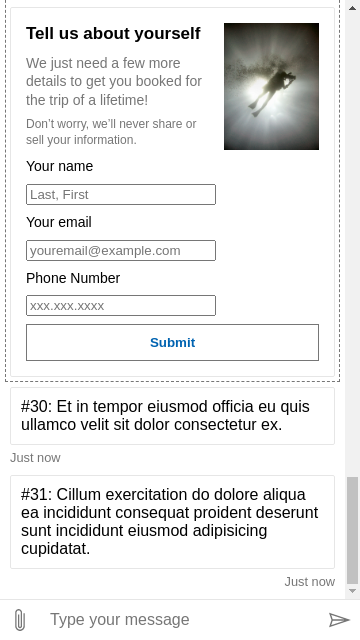 Tell us about yourself
We just need a few more
details to get you booked for
the trip of a lifetime!
Don't worry, we'll never share or
sell your information.
Your name
Last, First
Your email
youremail@example.com
Phone Number
xxx.xxx.xxxx
Submit
#30: Et in tempor eiusmod officia eu quis
ullamco velit sit dolor consectetur ex.
Just now
#31: Cillum exercitation do dolore aliqua
ea incididunt consequat proident deserunt
sunt incididunt eiusmod adipisicing
cupidatat.
Just now
Type your message